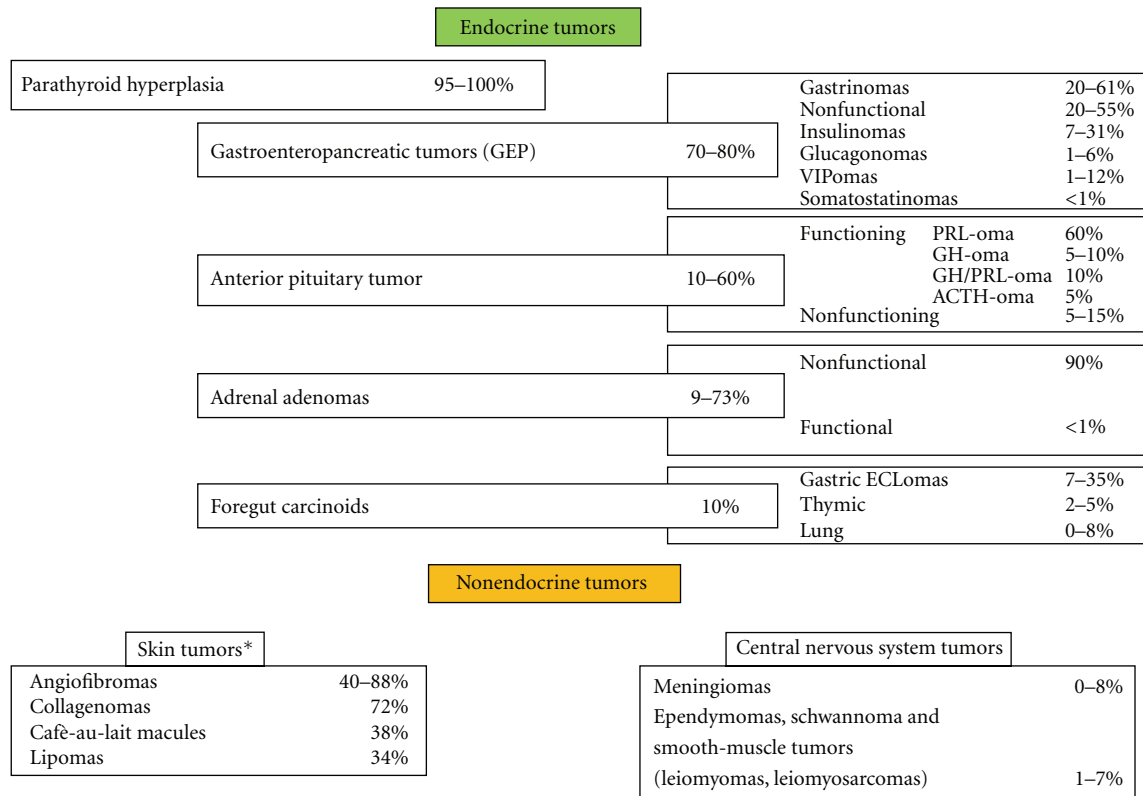 Endocrine tumors
Parathyroid hyperplasia 95–100%
Gastroenteropancreatic tumors (GEP) 70–80%
Gastrinomas 20–61%
Nonfunctional 20–55%
Insulinomas 7–31%
Glucagonomas 1–6%
VIPomas 1–12%
Somatostatinomas <1%
Anterior pituitary tumor 10–60%
Functioning PRL-oma 60%
GH-oma 5–10%
GH/PRL-oma 10%
ACTH-oma 5%
Nonfunctioning 5–15%
Adrenal adenomas 9–73%
Nonfunctional 90%
Functional <1%
Foregut carcinoids 10%
Gastric ECLomas 7–35%
Thymic 2–5%
Lung 0–8%
Nonendocrine tumors
Skin tumors*
Angiofibromas 40–88%
Collagenomas 72%
Cafè-au-lait macules 38%
Lipomas 34%
Central nervous system tumors
Meningiomas 0–8%
Ependymomas, schwannoma and
smooth-muscle tumors
(leiomyomas, leiomyosarcomas) 1–7%